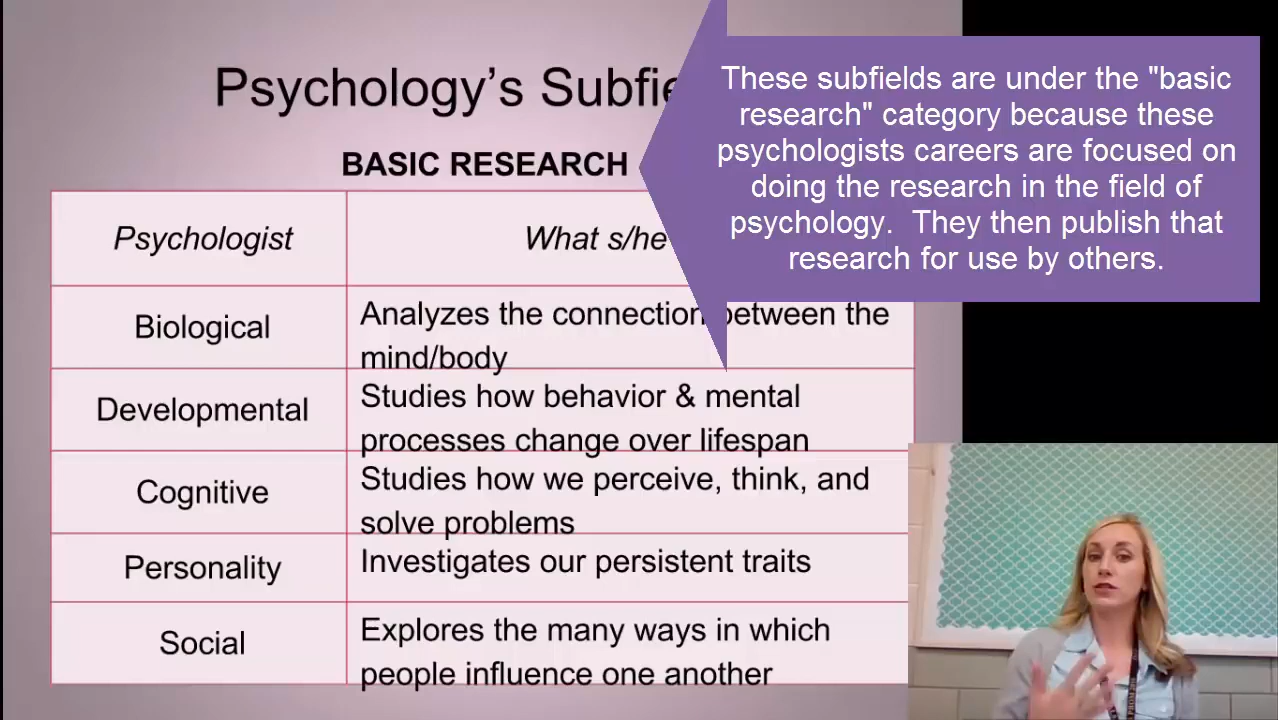 Psychology's Subfie
These subfields are under the "basic
research" category because these
psychologists careers are focused on
doing the research in the field of
psychology.  They then publish that
research for use by others.
BASIC RESEARCH
Psychologist
What s/he
Biological
Analyzes the connection between the
mind/body
Developmental
Studies how behavior & mental
processes change over lifespan
Cognitive
Studies how we perceive, think, and
solve problems
Personality
Investigates our persistent traits
Social
Explores the many ways in which
people influence one another